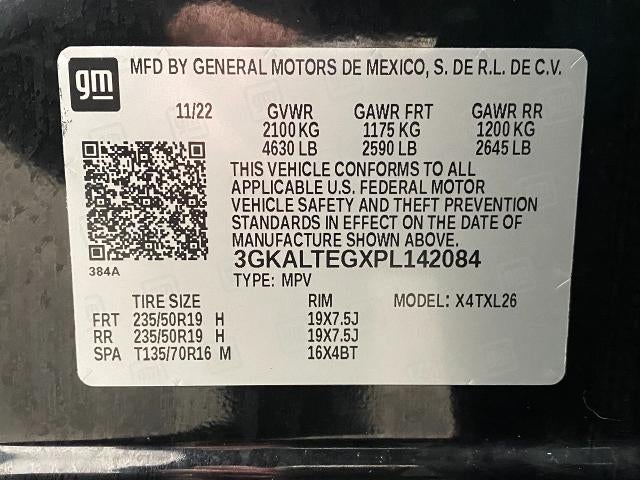 gm MFD BY GENERAL MOTORS DE MEXICO, S. DE R.L. DE C.V.
11/22 GVWR GAWR FRT GAWR RR
2100 KG 1175 KG 1200 KG
4630 LB 2590 LB 2645 LB
THIS VEHICLE CONFORMS TO ALL
APPLICABLE U.S. FEDERAL MOTOR
VEHICLE SAFETY AND THEFT PREVENTION
STANDARDS IN EFFECT ON THE DATE OF
MANUFACTURE SHOWN ABOVE.
384A 3GKALTEGXPL142084
TYPE: MPV
TIRE SIZE RIM MODEL: X4TXL26
FRT 235/50R19 H 19X7.5J
RR 235/50R19 H 19X7.5J
SPA T135/70R16 M 16X4BT